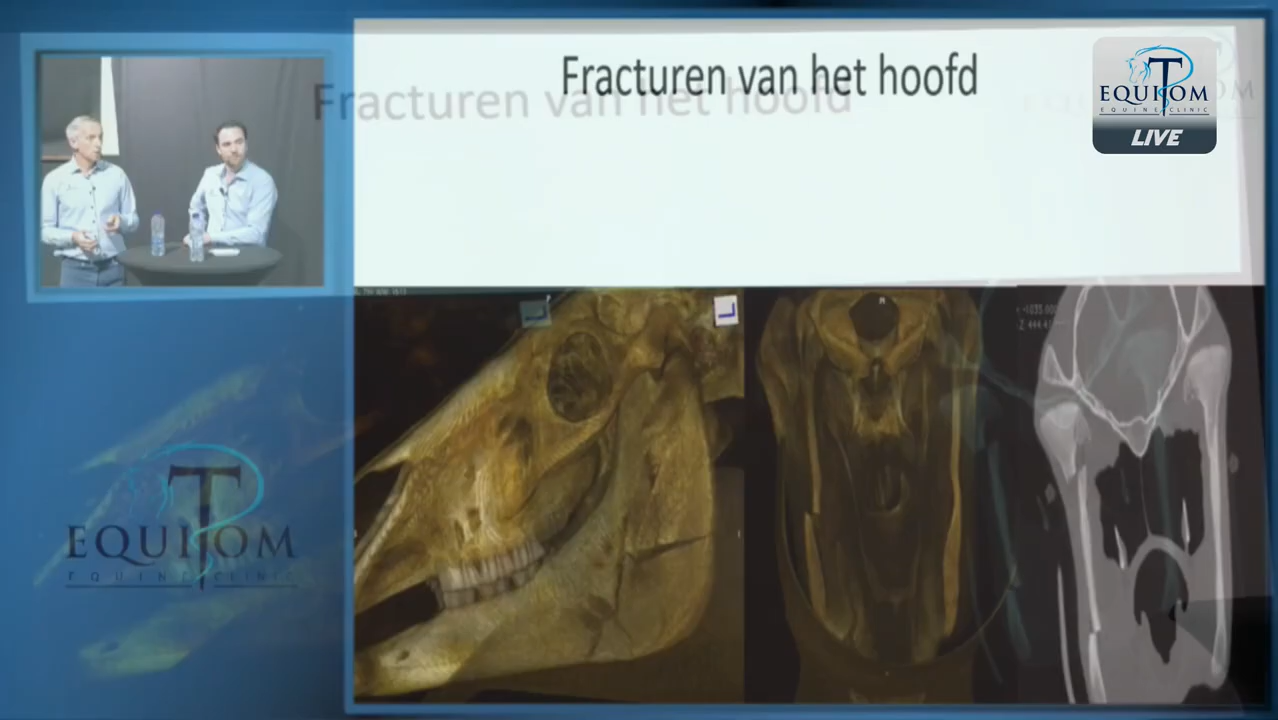 Fracturen van het hoofd
Fracturen van het hoofd
EQUITOM
EQUINE CLINIC
LIVE
EQUITOM
EQUINE CLINIC